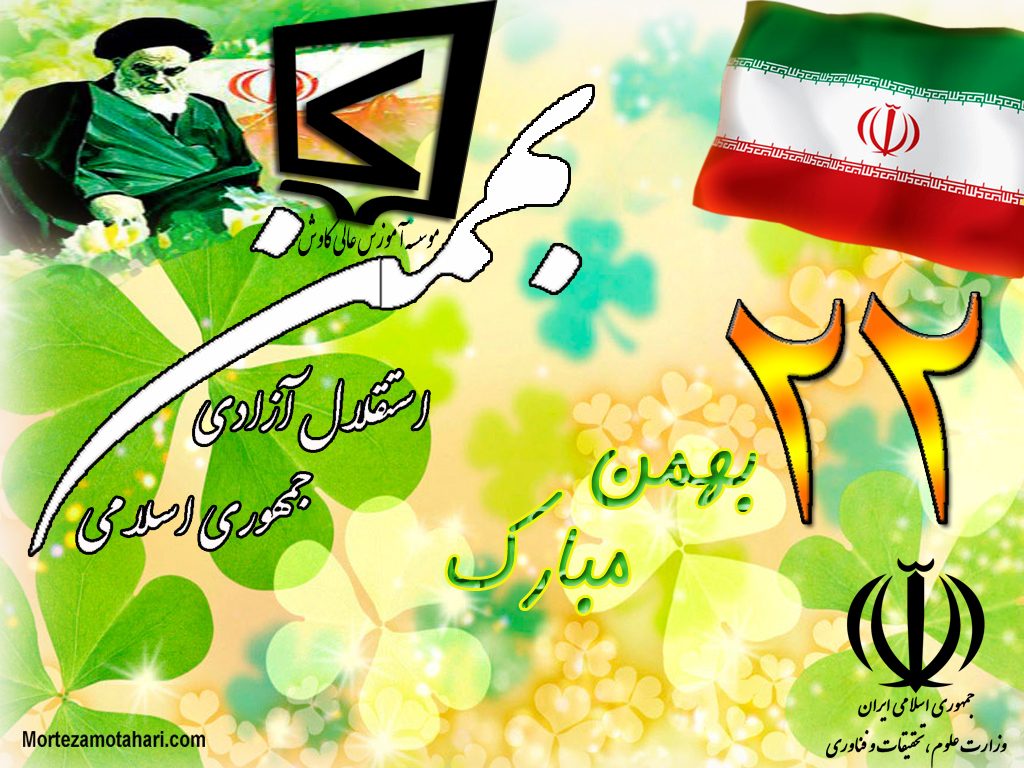 موسسه آموزش عالی کاوش
۲۲
بهمن
استقلال آزادی
جمهوری اسلامی
بهمن
مبارک
جمهوری اسلامی ایران
وزارت علوم، تحقیقات و فناوری
Mortezamotahari.com